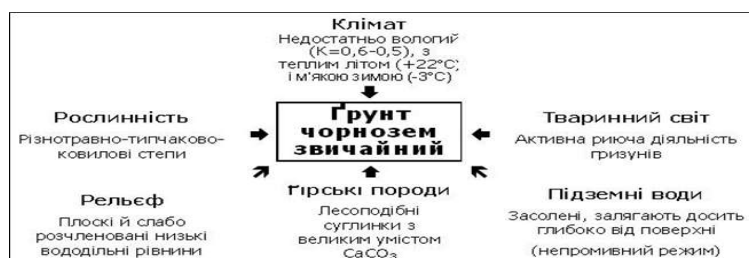 Клімат
Недостатньо вологий
(К=0,6-0,5), з
теплим літом (+22°С;
і м'якою зимою (-3°С)
Рослинність
Різнотравно-типчаково-
ковилові степи
Ґрунт
чорнозем
звичайний
Тваринний світ
Активна риюча діяльність
гризунів
Рельєф
Плоскі й слабо
розчленовані низькі
вододільні рівнини
Гірські породи
Лесоподібні
суглинки з
великим умістом
СаСО₃
Підземні води
Засолені, залягають досить
глибоко від поверхні
(непромивний режим)